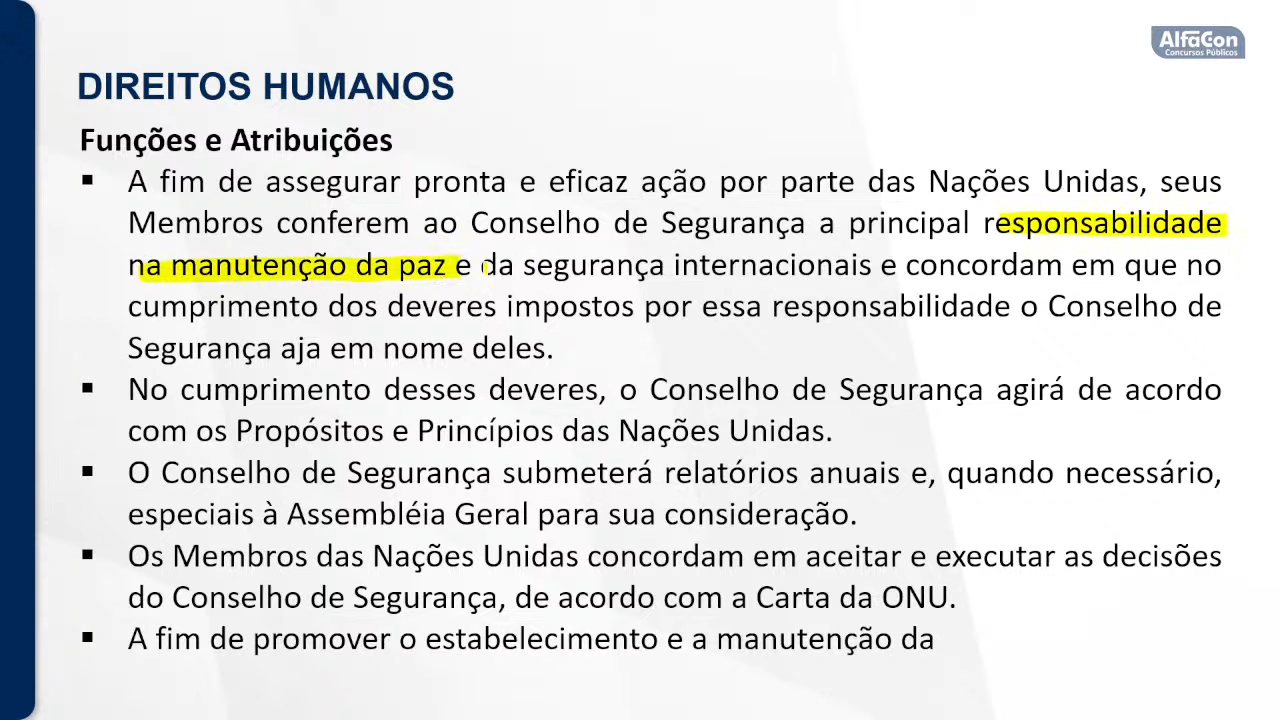 AlfaCon
Concursos Públicos
DIREITOS HUMANOS
Funções e Atribuições
▪ A fim de assegurar pronta e eficaz ação por parte das Nações Unidas, seus
Membros conferem ao Conselho de Segurança a principal responsabilidade
na manutenção da paz e da segurança internacionais e concordam em que no
cumprimento dos deveres impostos por essa responsabilidade o Conselho de
Segurança aja em nome deles.
▪ No cumprimento desses deveres, o Conselho de Segurança agirá de acordo
com os Propósitos e Princípios das Nações Unidas.
▪ O Conselho de Segurança submeterá relatórios anuais e, quando necessário,
especiais à Assembléia Geral para sua consideração.
▪ Os Membros das Nações Unidas concordam em aceitar e executar as decisões
do Conselho de Segurança, de acordo com a Carta da ONU.
▪ A fim de promover o estabelecimento e a manutenção da